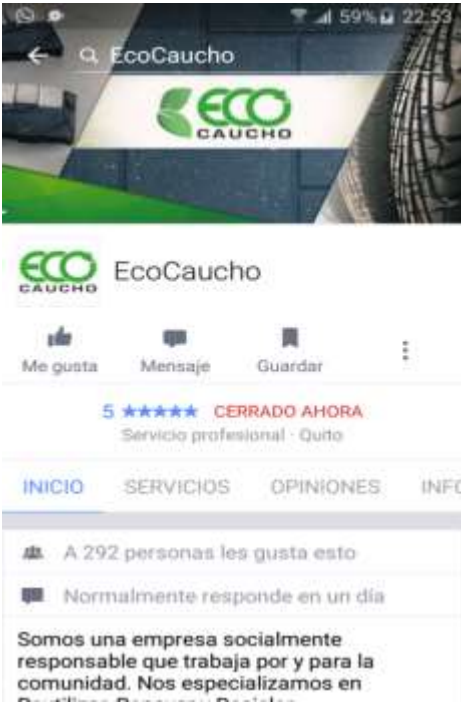 59% 22:53
EcoCaucho
ECO
CAUCHO
ECO
CAUCHO
EcoCaucho
Me gusta Mensaje Guardar
5 ★★★★★ CERRADO AHORA
Servicio profesional · Quito
INICIO SERVICIOS OPINIONES INFO
A 292 personas les gusta esto
Normalmente responde en un día
Somos una empresa socialmente
responsable que trabaja por y para la
comunidad. Nos especializamos en